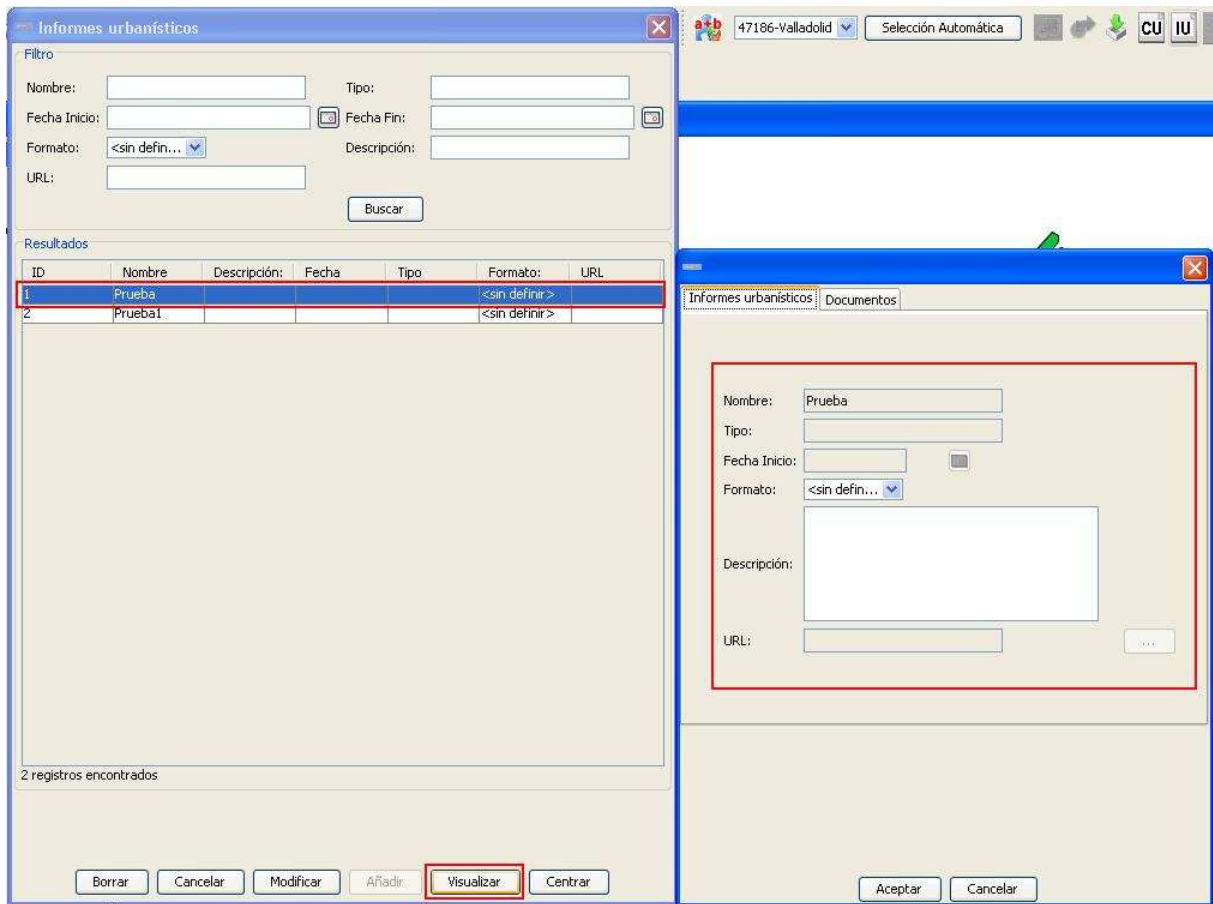 Informes urbanísticos
Filtro
Nombre: Tipo:
Fecha Inicio: Fecha Fin:
Formato: <sin defin... Descripción:
URL:
Buscar
Resultados
ID Nombre Descripción: Fecha Tipo Formato: URL
1 Prueba <sin definir>
2 Prueba1 <sin definir>
2 registros encontrados
Borrar Cancelar Modificar Añadir Visualizar Centrar
a+b 47186-Valladolid Selección Automática CU IU
Informes urbanísticos Documentos
Nombre: Prueba
Tipo:
Fecha Inicio:
Formato: <sin defin...
Descripción:
URL: ...
Aceptar Cancelar